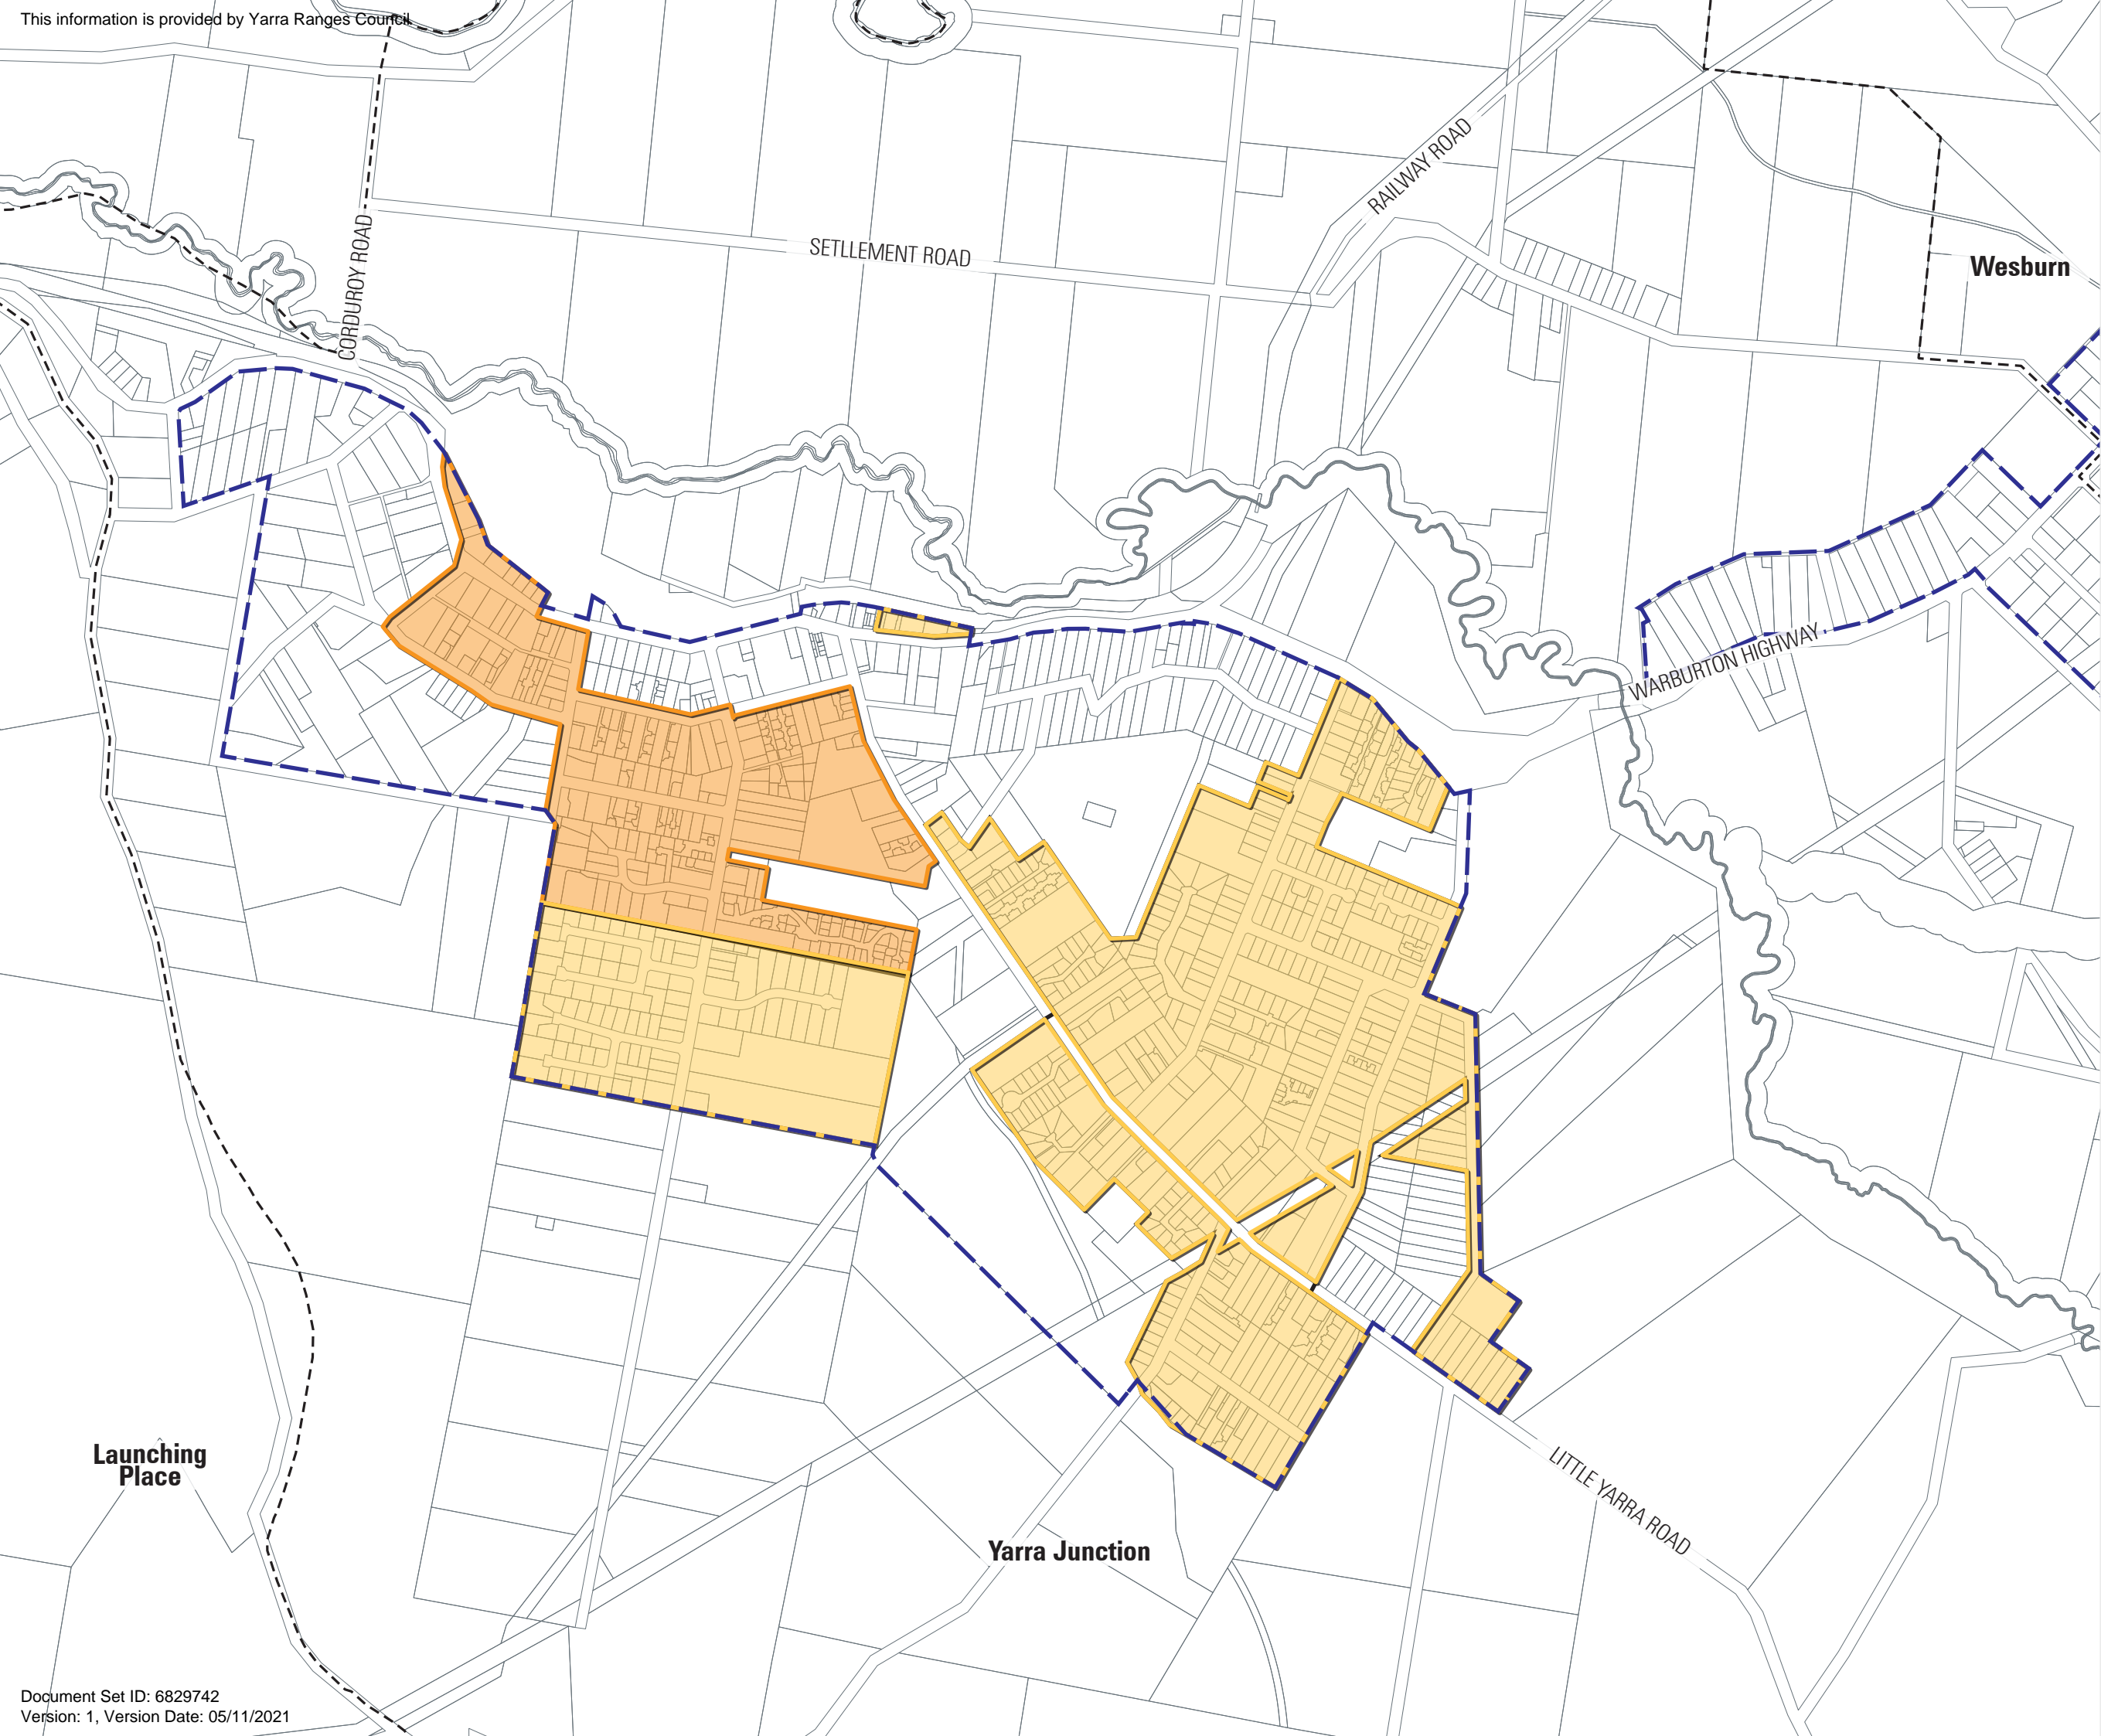 This information is provided by Yarra Ranges Council
RAILWAY ROAD
CORDUROY ROAD
SETLLEMENT ROAD
Wesburn
WARBURTON HIGHWAY
Launching
Place
Yarra Junction
LITTLE YARRA ROAD
Document Set ID: 6829742
Version: 1, Version Date: 05/11/2021